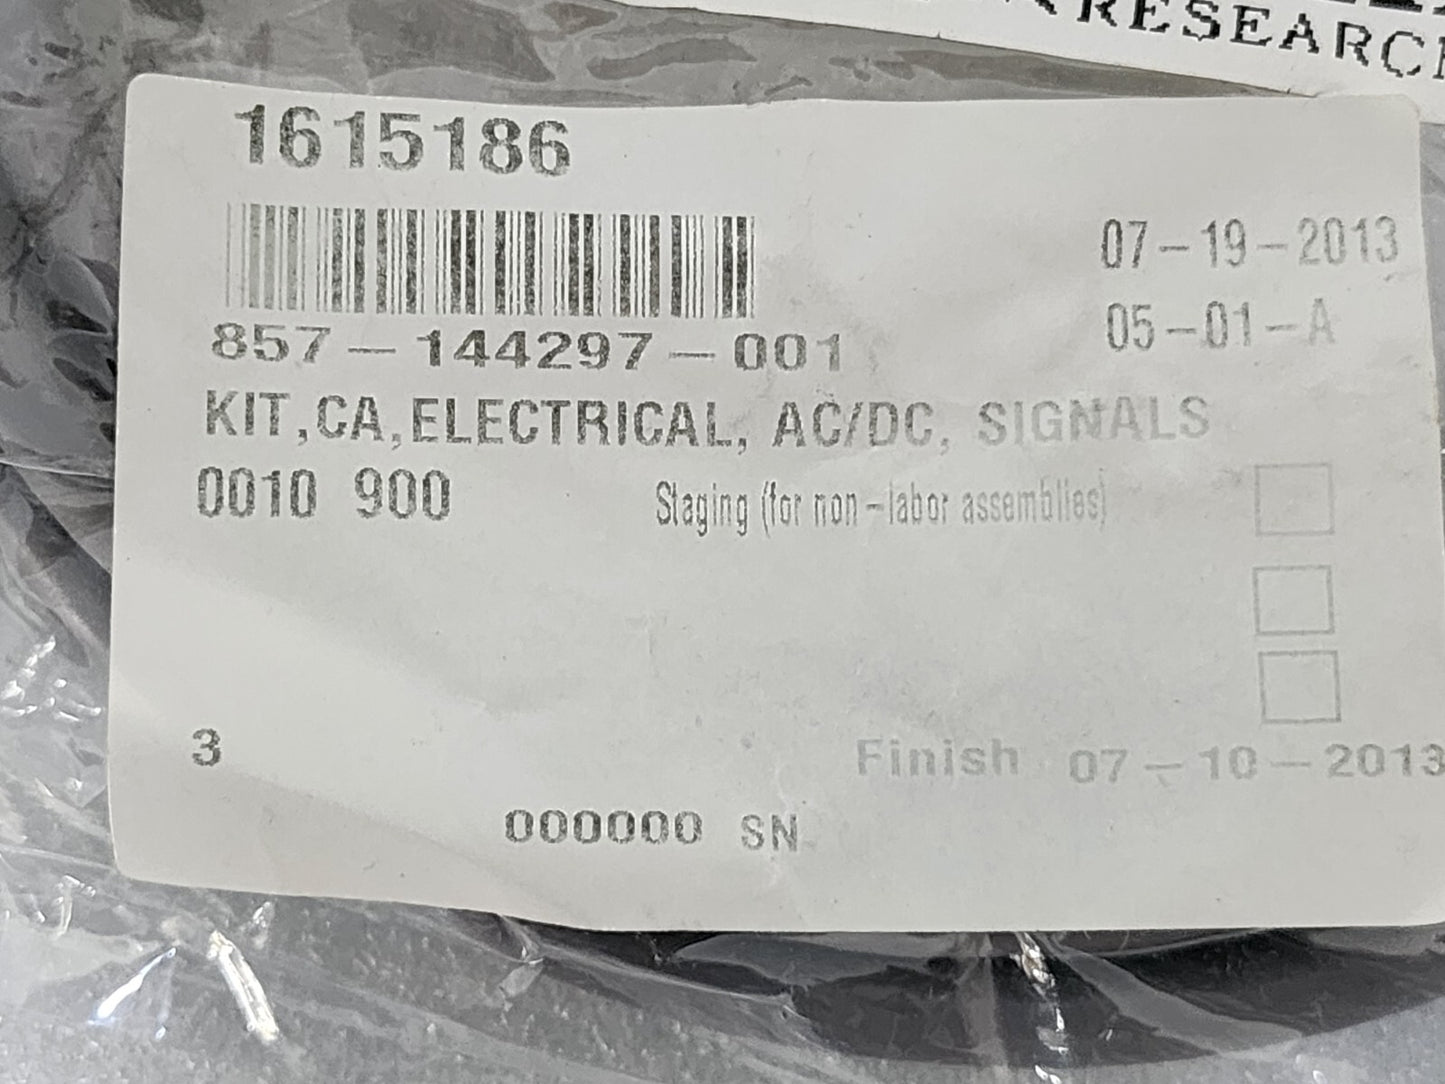 RESEARCH
1615186
07-19-2013
857-144297-001
05-01-A
KIT,CA,ELECTRICAL, AC/DC, SIGNALS
0010 900 Staging (for non-labor assemblies)
3
Finish 07-10-2013
000000 SN